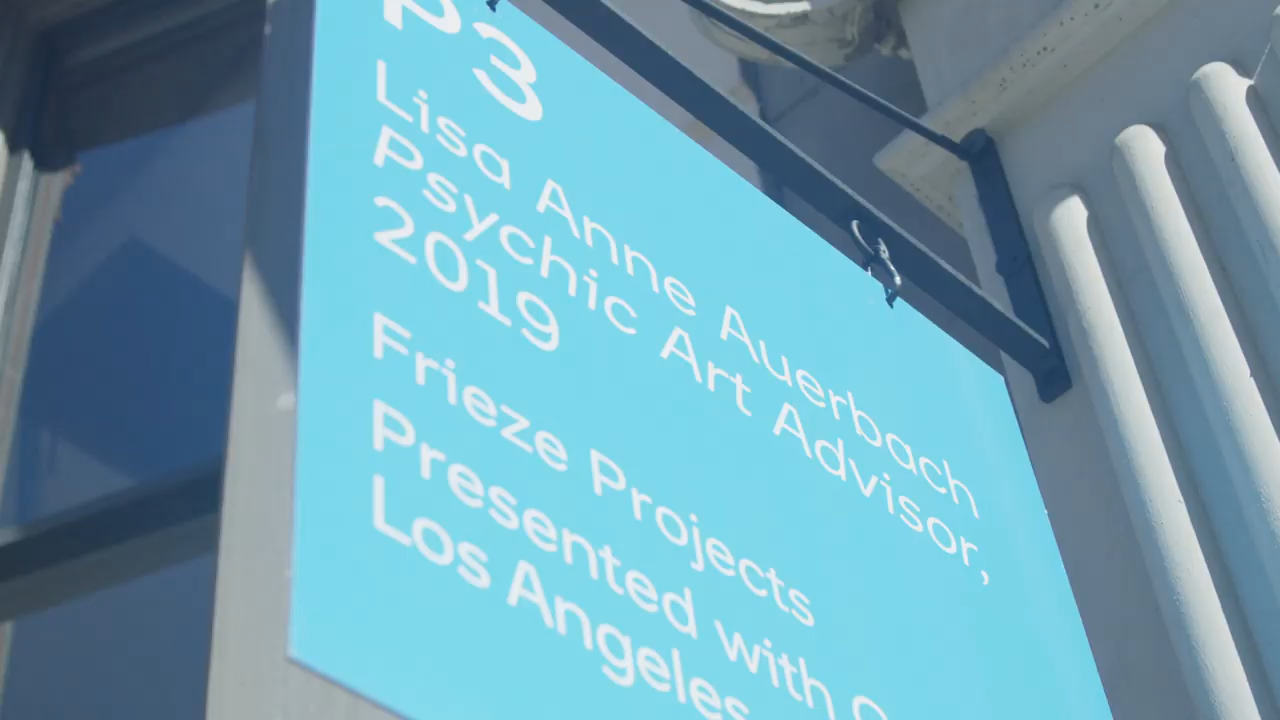 P3
Lisa Anne Auerbach
Psychic Art Advisor,
2019
Frieze Projects
Presented with
Los Angeles